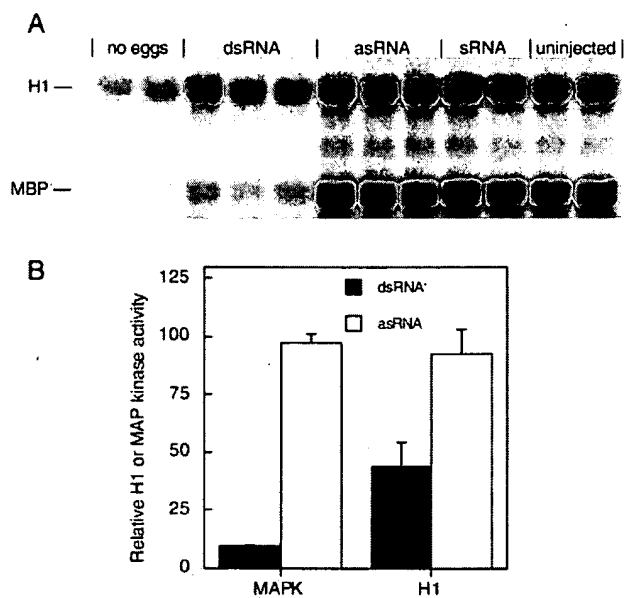 A
| no eggs | dsRNA | asRNA | sRNA | uninjected |
H1 —
MBP —
B
125
100
75
50
25
0
Relative H1 or MAP kinase activity
dsRNA
asRNA
MAPK
H1